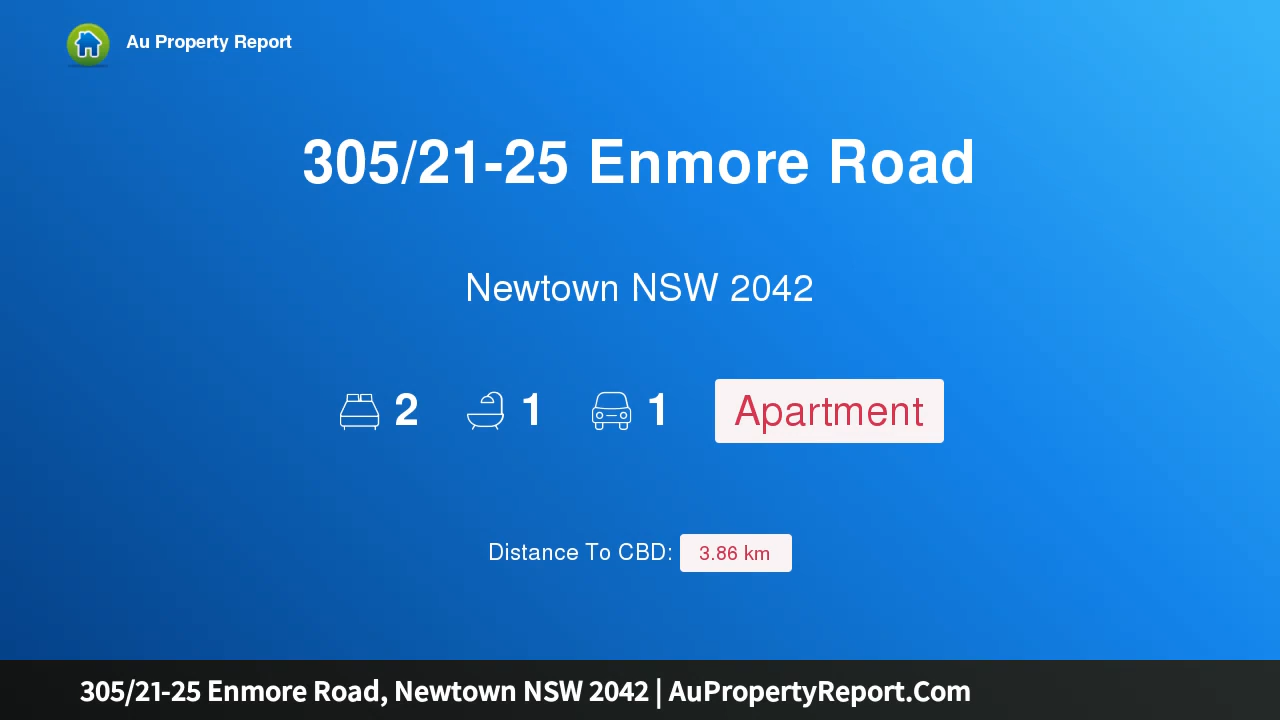 Au Property Report
305/21-25 Enmore Road
Newtown NSW 2042
2 1 1 Apartment
Distance To CBD: 3.86 km
305/21-25 Enmore Road, Newtown NSW 2042 | AuPropertyReport.Com